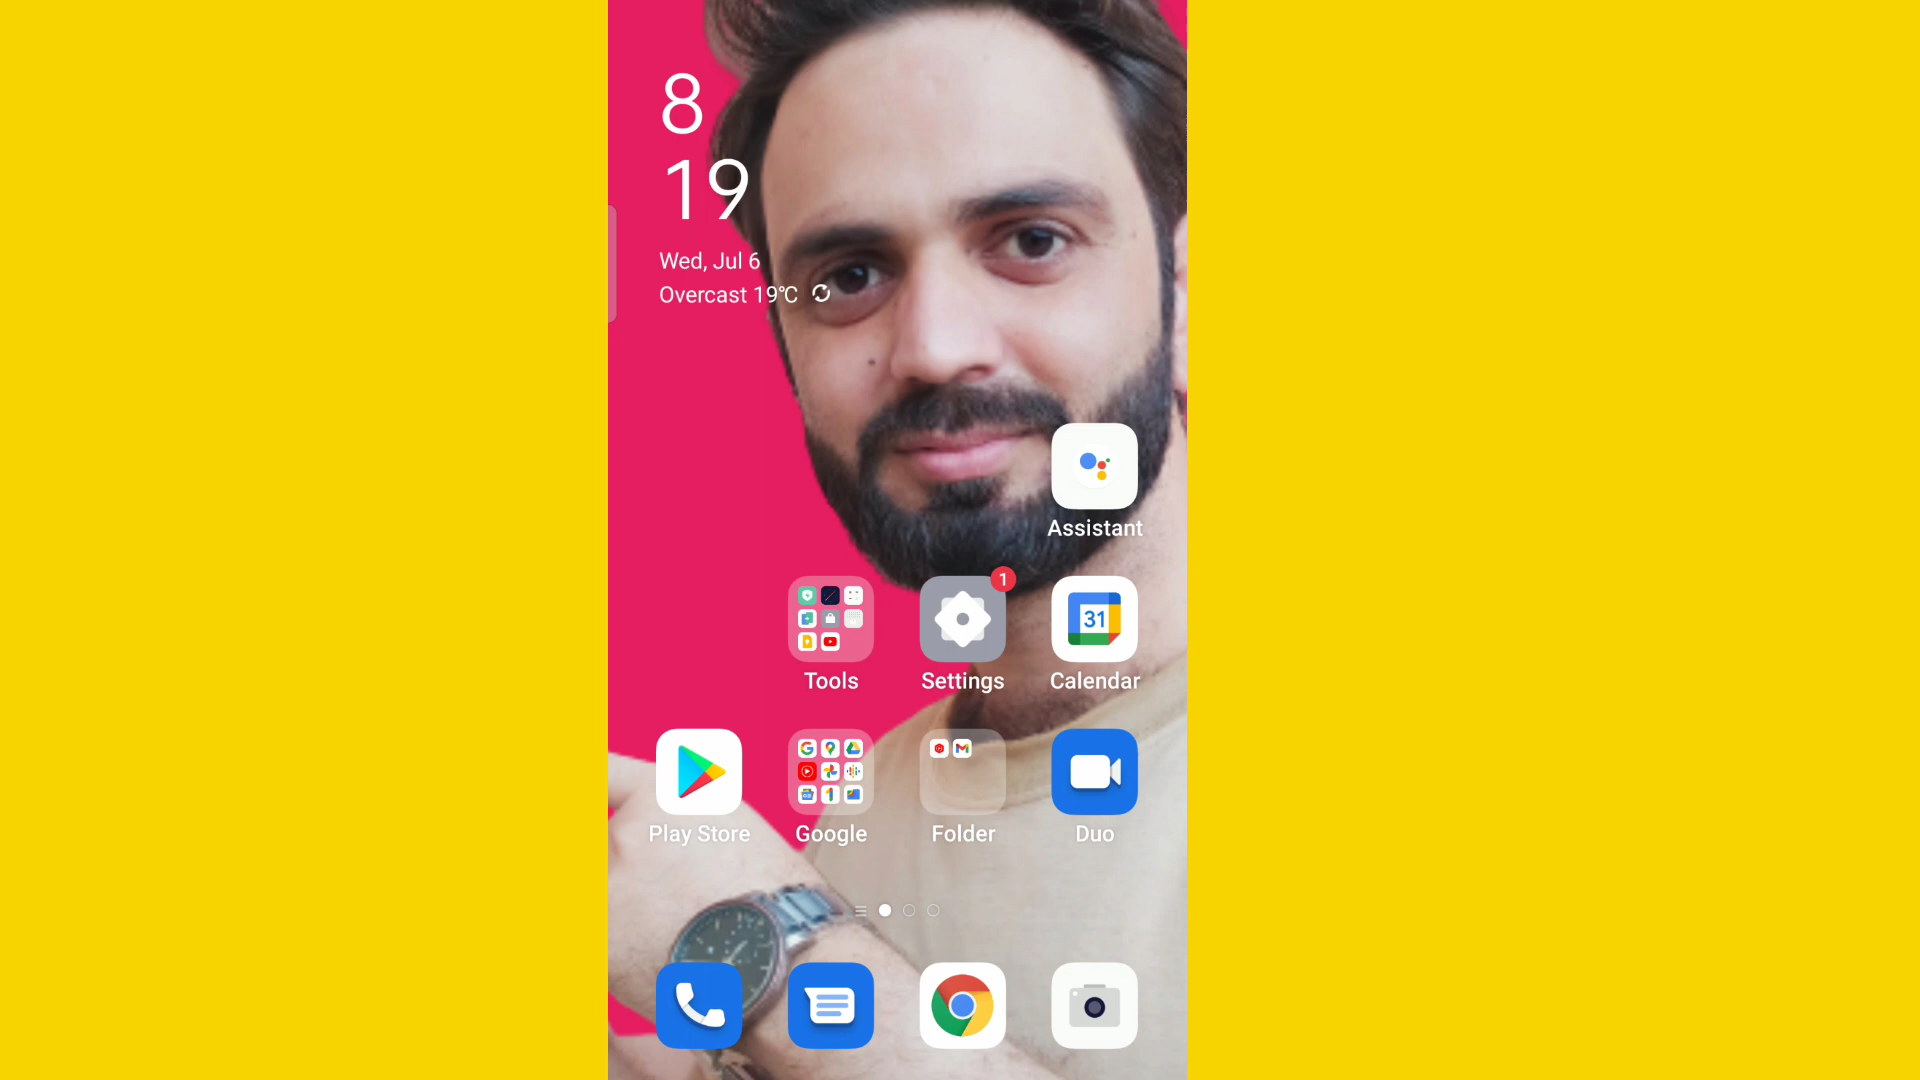 8
19
Wed, Jul 6
Overcast 19℃
Assistant
1
31
Tools
Settings
Calendar
Play Store
Google
Folder
Duo